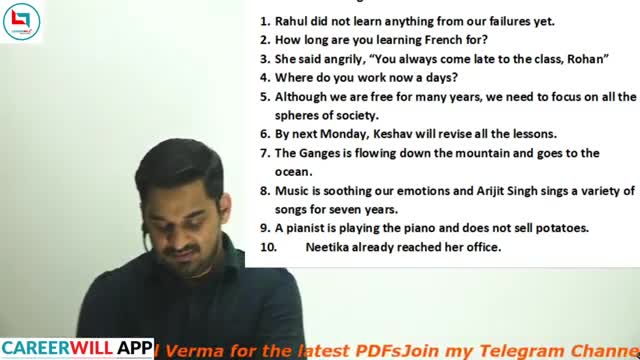 1. Rahul did not learn anything from our failures yet.
2. How long are you learning French for?
3. She said angrily, “You always come late to the class, Rohan”
4. Where do you work now a days?
5. Although we are free for many years, we need to focus on all the
spheres of society.
6. By next Monday, Keshav will revise all the lessons.
7. The Ganges is flowing down the mountain and goes to the
ocean.
8. Music is soothing our emotions and Arijit Singh sings a variety of
songs for seven years.
9. A pianist is playing the piano and does not sell potatoes.
10. Neetika already reached her office.
CAREERWILL
CAREERWILL APP
Verma for the latest PDFsJoin my Telegram Channe